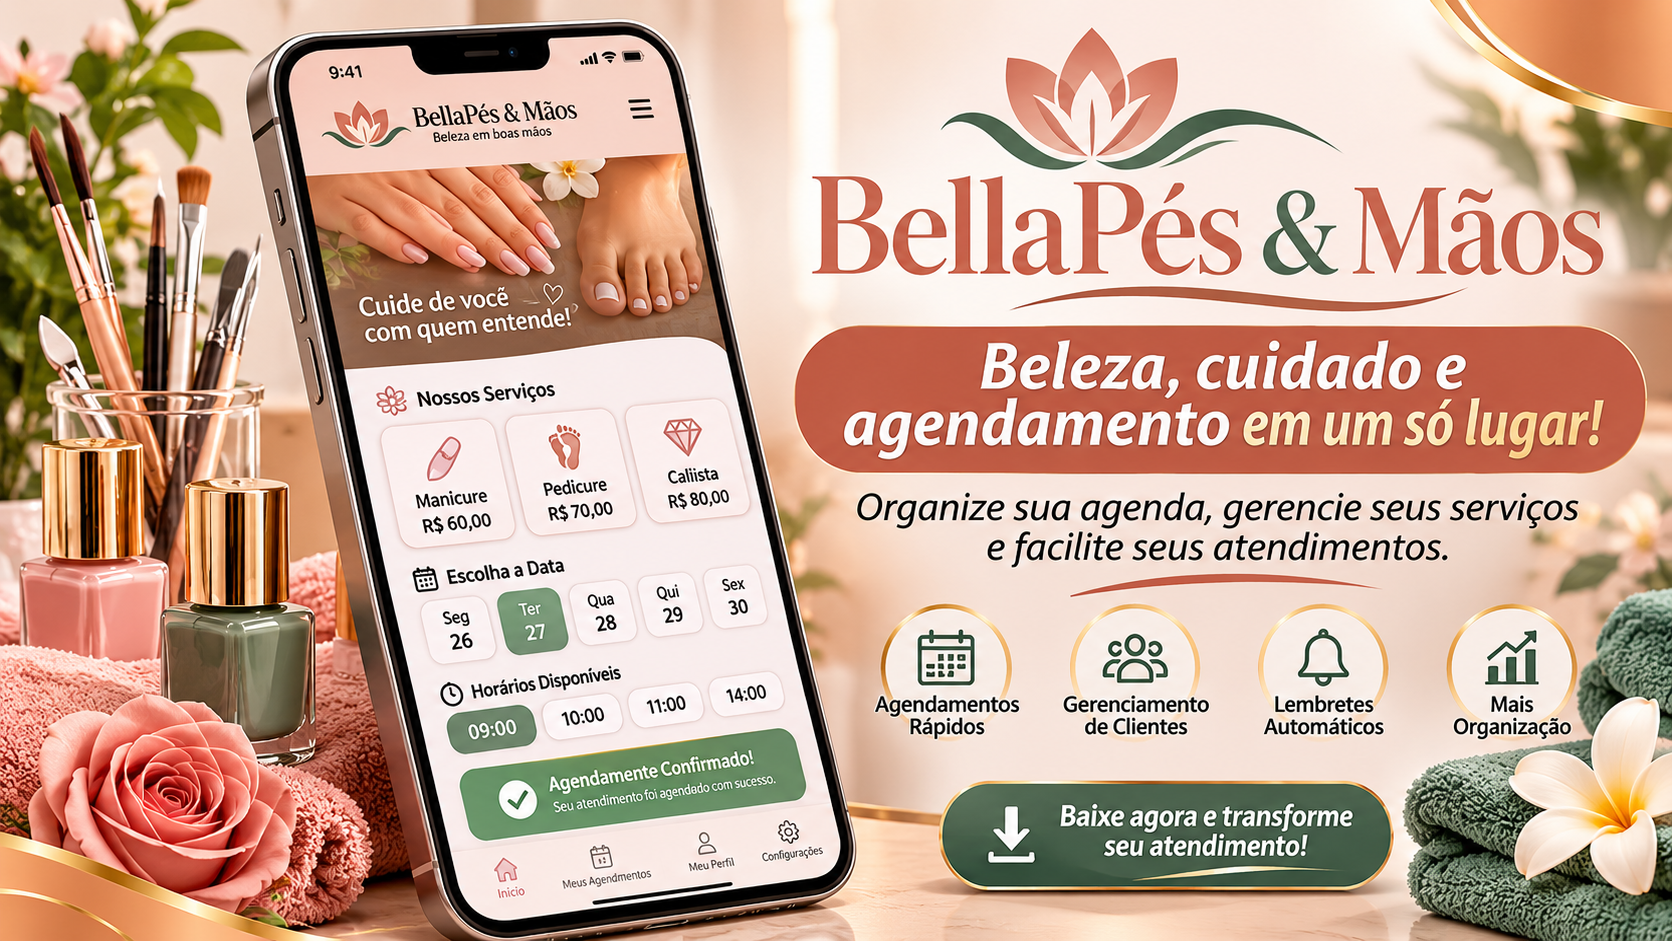 9:41
BellaPés & Mãos
Beleza em boas mãos
Cuide de você
com quem entende!
Nossos Serviços
Manicure
R$ 60,00
Pedicure
R$ 70,00
Caliista
R$ 80,00
Escolha a Data
Seg
26
Ter
27
Qua
28
Qui
29
Sex
30
Horários Disponíveis
09:00
10:00
11:00
14:00
Agendamente Confirmado!
Seu atendimento foi agendado com sucesso.
Inicio
Meus Agendmentos
Meu Perfil
Configurações
BellaPés & Mãos
Beleza, cuidado e
agendamento em um só lugar!
Organize sua agenda, gerencie seus serviços
e facilite seus atendimentos.
Agendamentos
Rápidos
Gerenciamento
de Clientes
Lembretes
Automáticos
Mais
Organização
Baixe agora e transforme
seu atendimento!